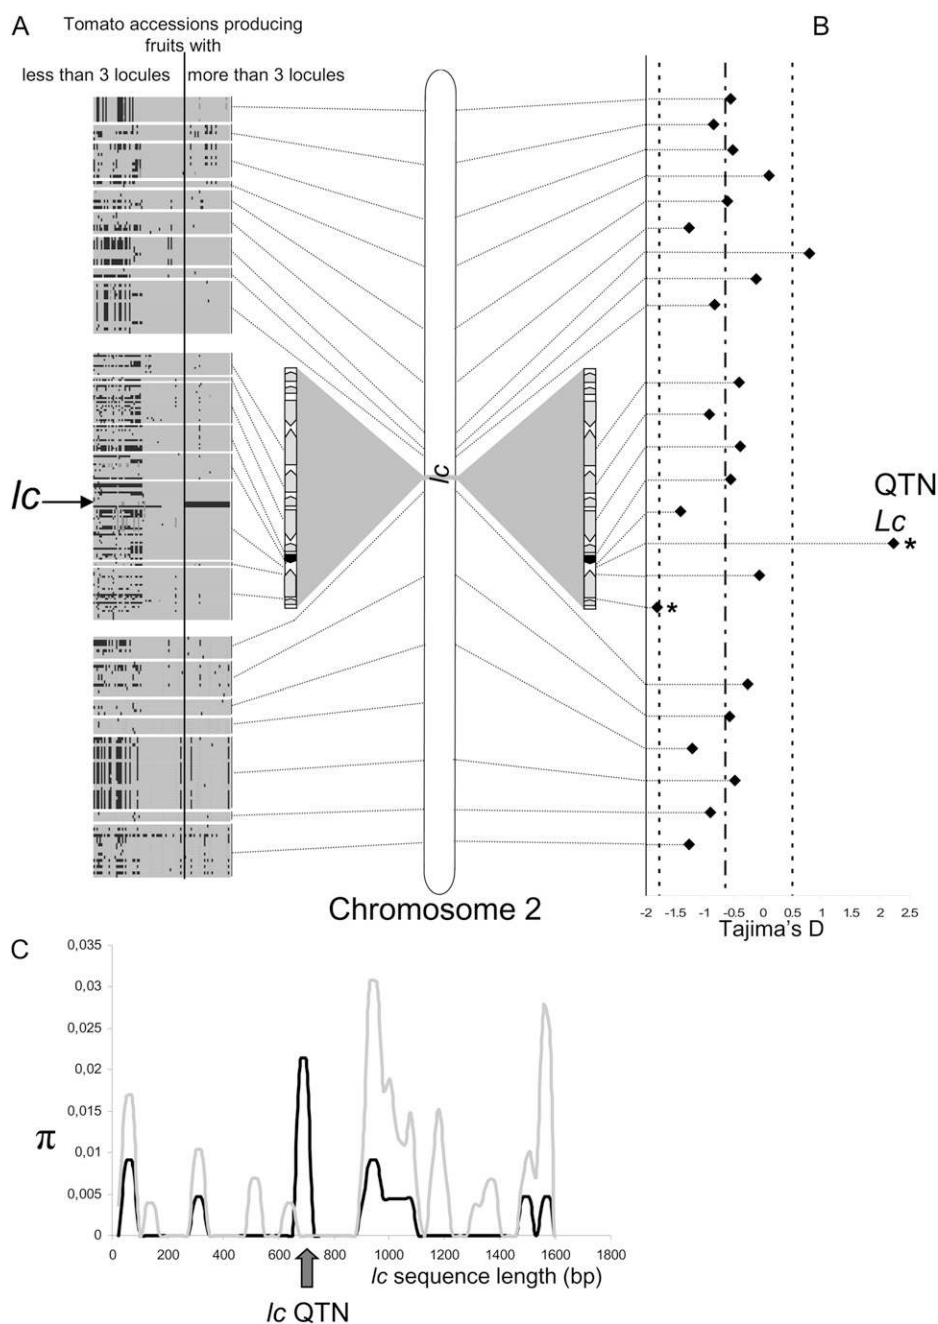 A
Tomato accessions producing
fruits with
less than 3 locules
more than 3 locules
B
lc
lc
QTN
Lc
*
*
Chromosome 2
-2 -1.5 -1 -0.5 0 0.5 1 1.5 2 2.5
Tajima's D
C
0,035
0,03
0,025
0,02
0,015
0,01
0,005
0
π
0 200 400 600 800 1000 1200 1400 1600 1800
lc sequence length (bp)
lc QTN